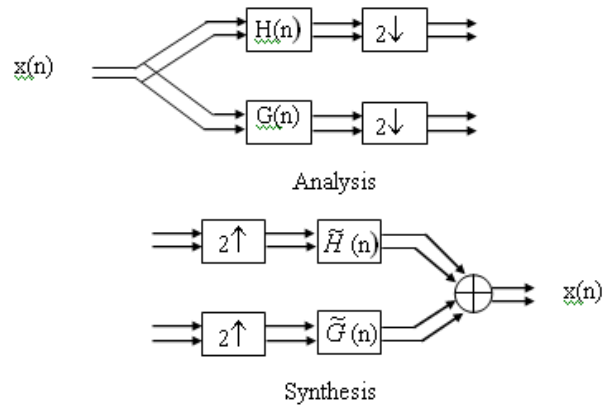 H(n)
2↓
x(n)
G(n)
2↓
Analysis
2↑
H̃ (n)
x(n)
2↑
G̃ (n)
Synthesis